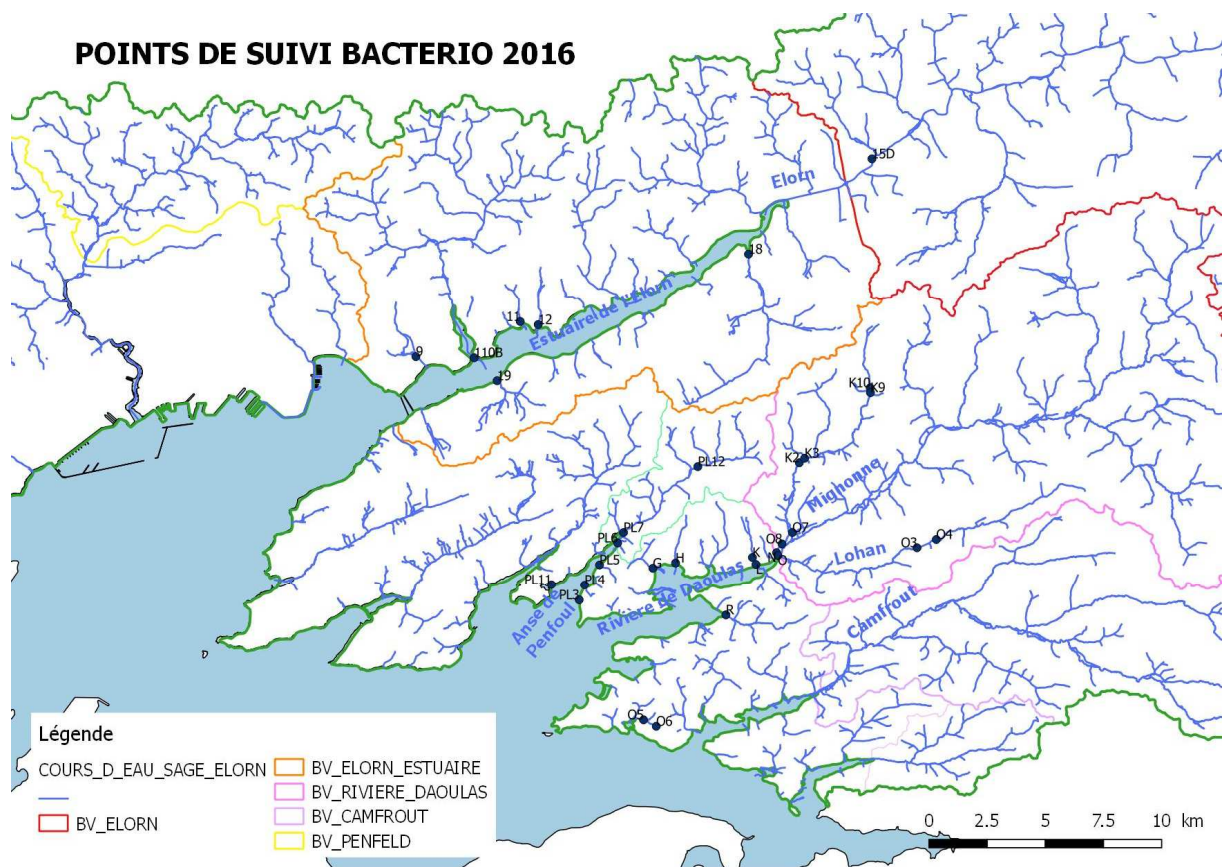 POINTS DE SUIVI BACTERIO 2016
15D
Elorn
18
Estuaire de l'Elorn
11
12
9
110B
19
K10
K9
PL12
K2
K3
Mignonne
PL7
PL6
O7
O8
O3
O4
Lohan
PL5
G
H
K
L
N
O
PL11
PL4
PL3
Anse de
Penfoul
Rivière de Daoulas
R
Camfrout
O5
O6
Légende
COURS_D_EAU_SAGE_ELORN
BV_ELORN
BV_ELORN_ESTUAIRE
BV_RIVIERE_DAOULAS
BV_CAMFROUT
BV_PENFELD
0 2.5 5 7.5 10 km